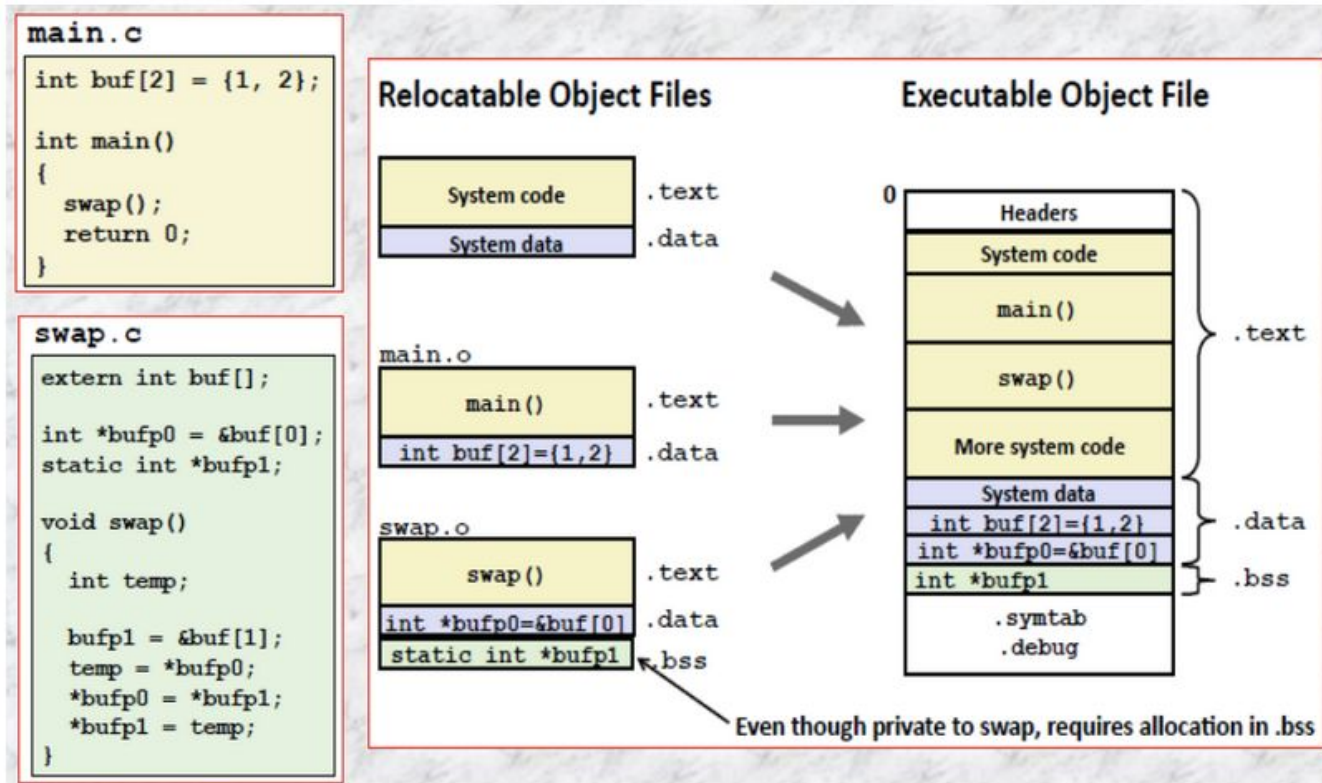 main.c
int buf[2] = {1, 2};
int main()
{
swap();
return 0;
}
swap.c
extern int buf[];
int *bufp0 = &buf[0];
static int *bufp1;
void swap()
{
int temp;
bufp1 = &buf[1];
temp = *bufp0;
*bufp0 = *bufp1;
*bufp1 = temp;
}
Relocatable Object Files
System code
.text
System data
.data
main.o
main()
.text
int buf[2]={1,2}
.data
swap.o
swap()
.text
int *bufp0=&buf[0]
.data
static int *bufp1
.bss
Executable Object File
0
Headers
System code
main()
swap()
More system code
.text
System data
int buf[2]={1,2}
int *bufp0=&buf[0]
.data
int *bufp1
.bss
.symtab
.debug
Even though private to swap, requires allocation in .bss